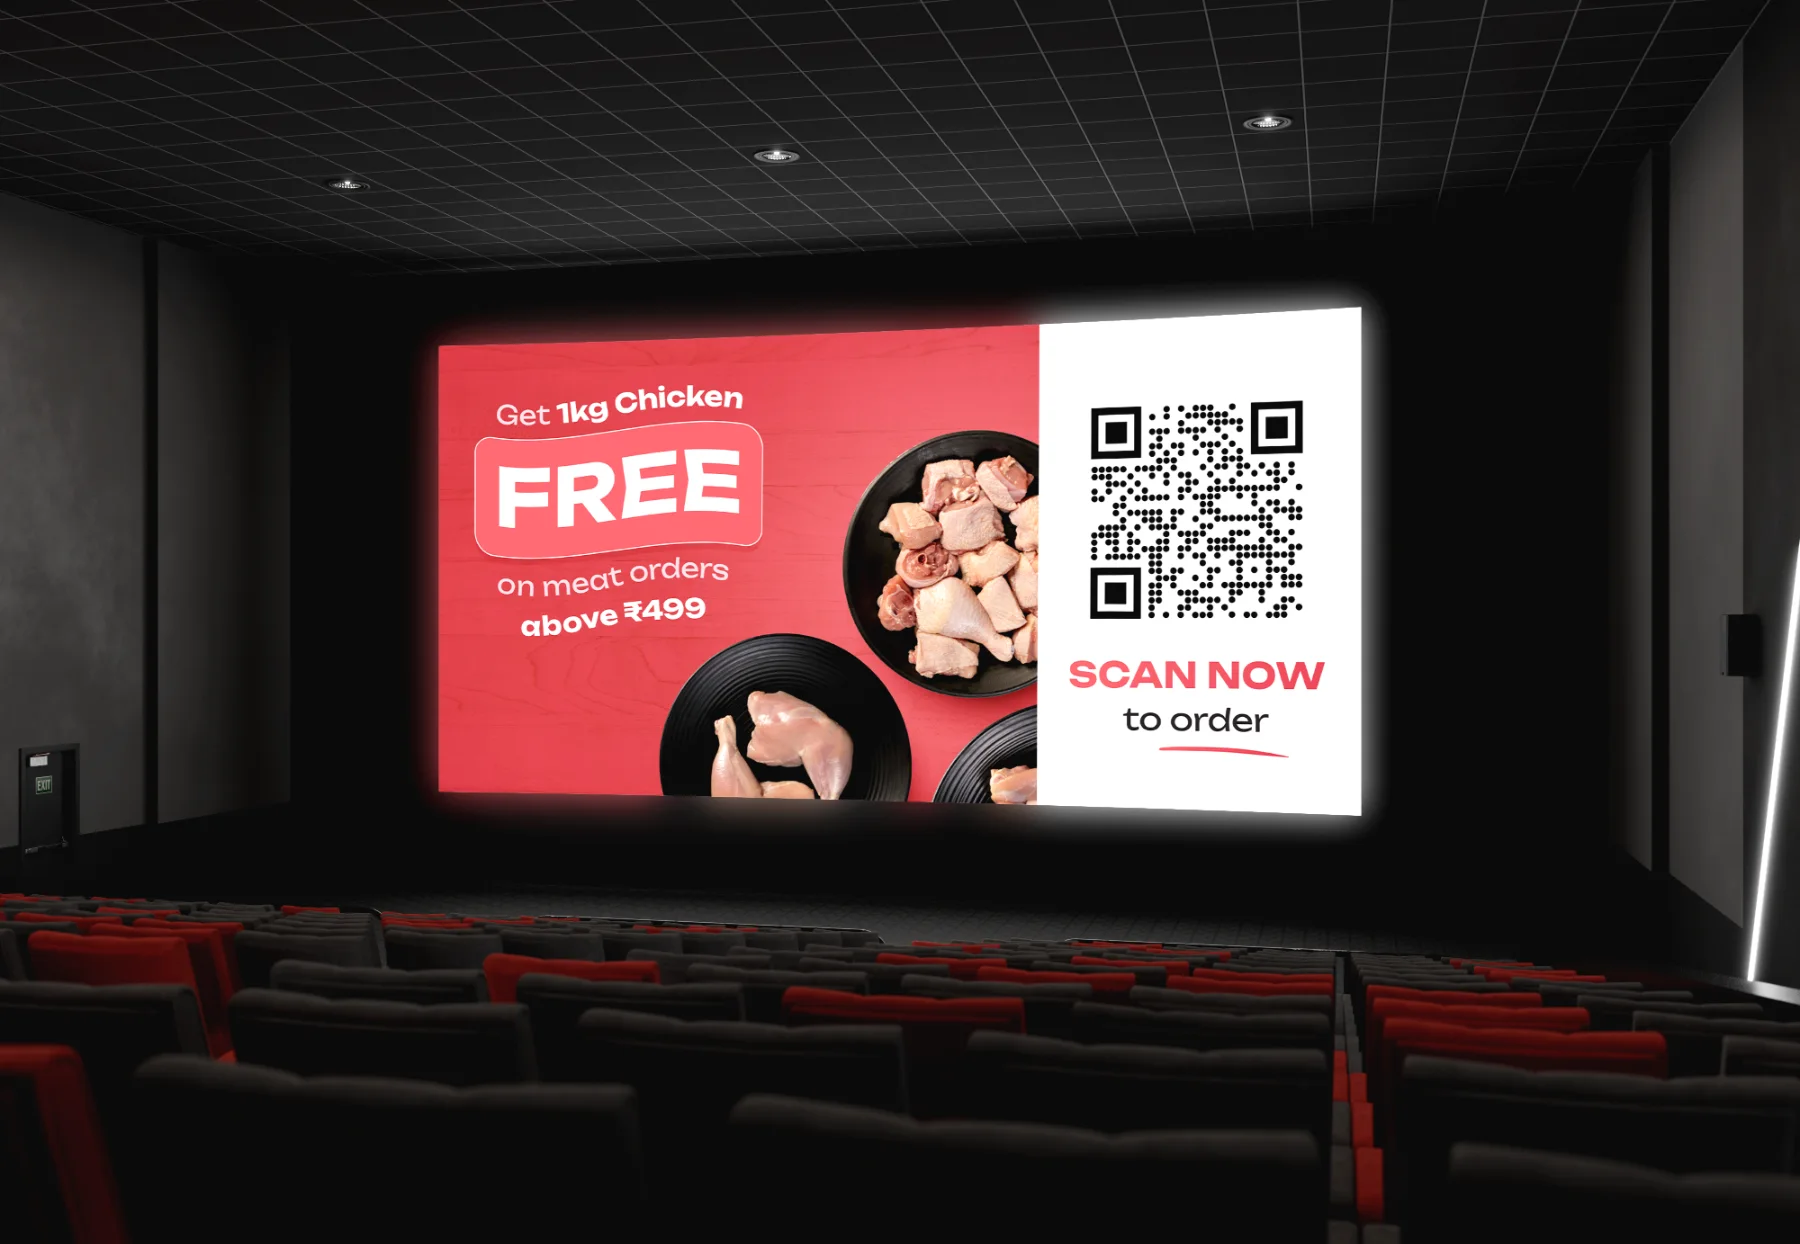 Get 1kg Chicken
FREE
on meat orders
above ₹499
SCAN NOW
to order
EXIT